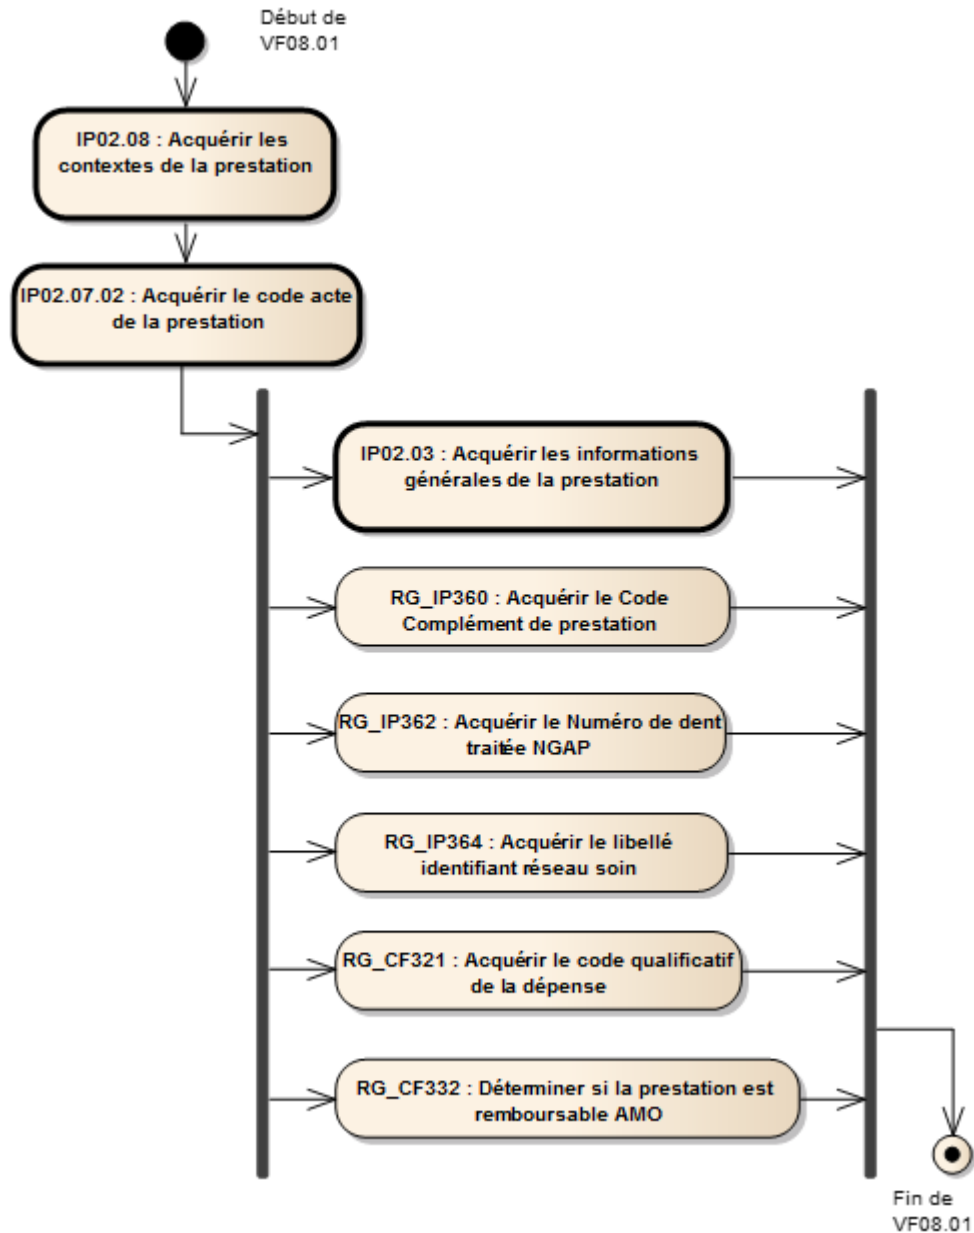 Début de
VF08.01
IP02.08 : Acquérir les
contextes de la prestation
IP02.07.02 : Acquérir le code acte
de la prestation
IP02.03 : Acquérir les informations
générales de la prestation
RG_IP360 : Acquérir le Code
Complément de prestation
RG_IP362 : Acquérir le Numéro de dent
traitée NGAP
RG_IP364 : Acquérir le libellé
identifiant réseau soin
RG_CF321 : Acquérir le code qualificatif
de la dépense
RG_CF332 : Déterminer si la prestation est
remboursable AMO
Fin de
VF08.01